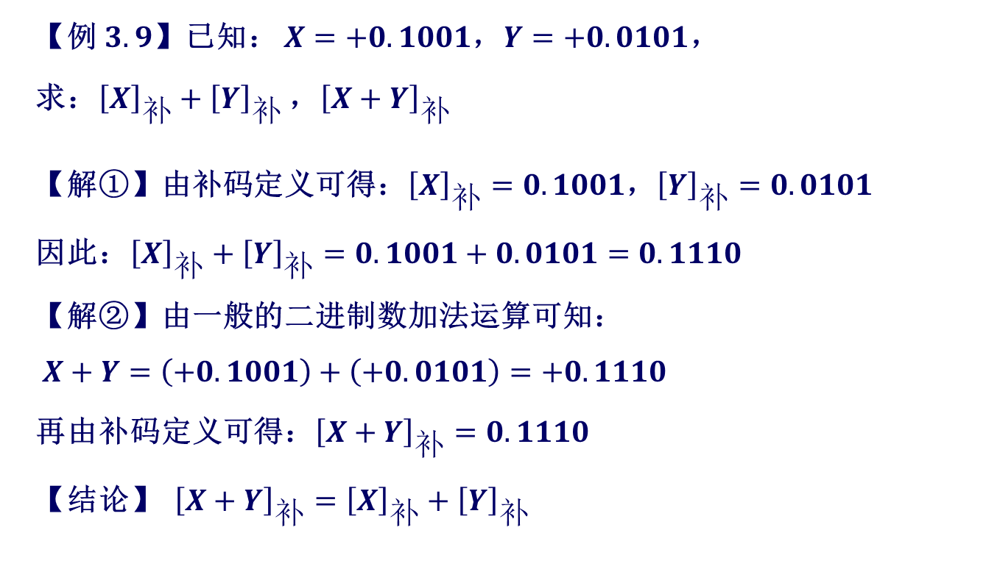 【例 3.9】已知： X = +0.1001，Y = +0.0101，
求：[X]补 + [Y]补 ，[X + Y]补
【解①】由补码定义可得：[X]补 = 0.1001，[Y]补 = 0.0101
因此：[X]补 + [Y]补 = 0.1001 + 0.0101 = 0.1110
【解②】由一般的二进制数加法运算可知：
X + Y = (+0.1001) + (+0.0101) = +0.1110
再由补码定义可得：[X + Y]补 = 0.1110
【结论】 [X + Y]补 = [X]补 + [Y]补